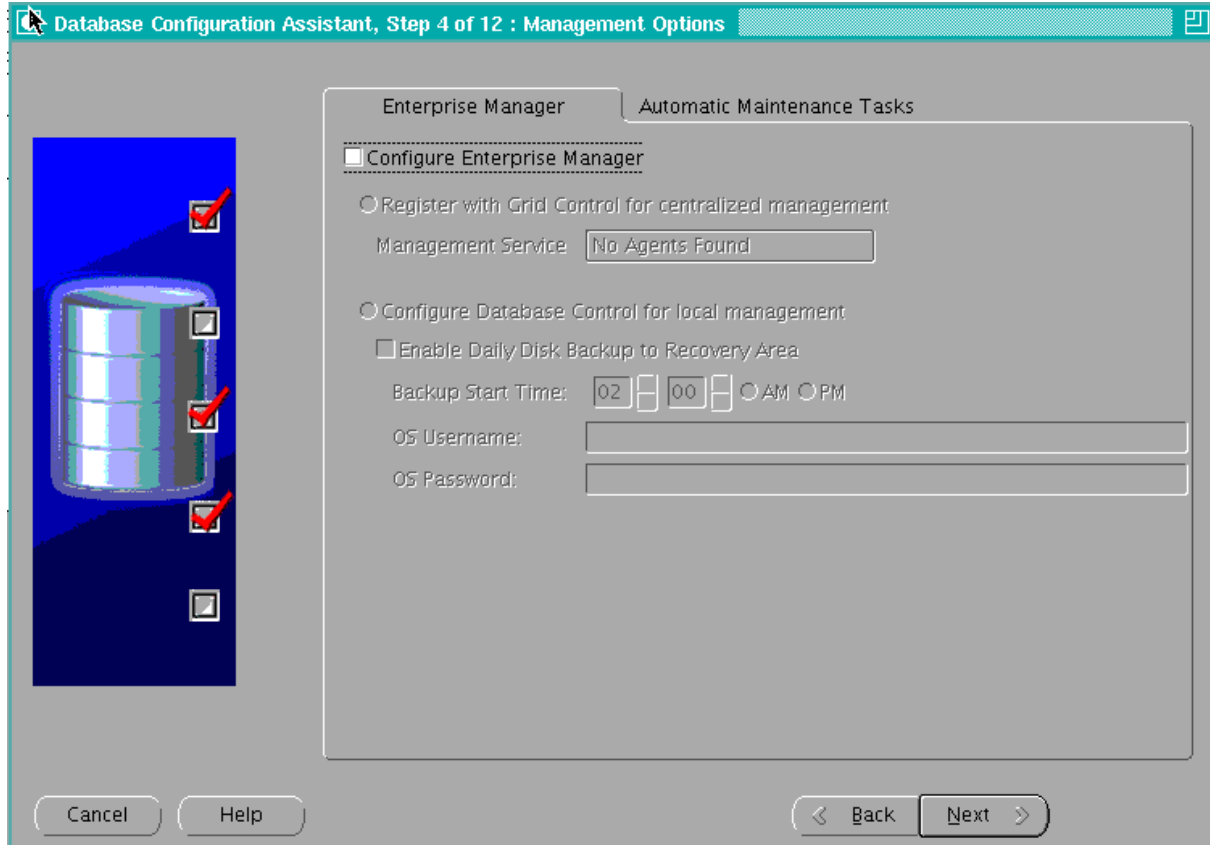 Database Configuration Assistant, Step 4 of 12 : Management Options
Enterprise Manager
Automatic Maintenance Tasks
Configure Enterprise Manager
Register with Grid Control for centralized management
Management Service No Agents Found
Configure Database Control for local management
Enable Daily Disk Backup to Recovery Area
Backup Start Time: 02 00 AM PM
OS Username:
OS Password:
Cancel Help Back Next